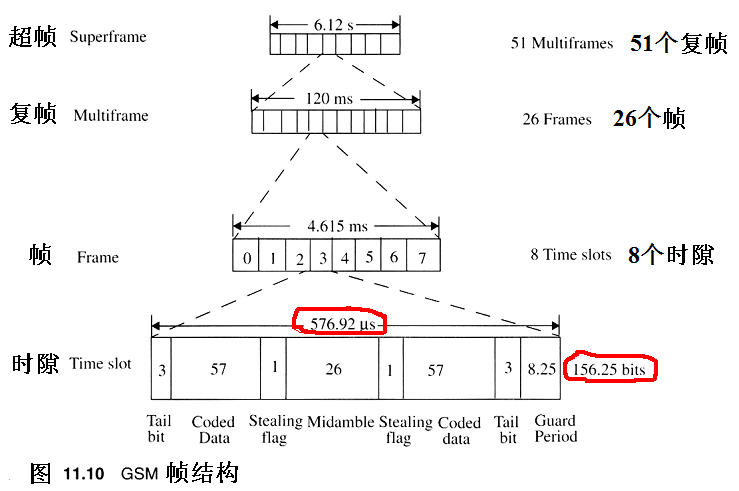 超帧 Superframe 6.12 s 51 Multiframes 51个复帧
复帧 Multiframe 120 ms 26 Frames 26个帧
4.615 ms
帧 Frame 0 1 2 3 4 5 6 7 8 Time slots 8个时隙
576.92 µs
时隙 Time slot 3 57 1 26 1 57 3 8.25 156.25 bits
Tail bit Coded Data Stealing flag Midamble Stealing flag Coded data Tail bit Guard Period
图 11.10 GSM 帧结构